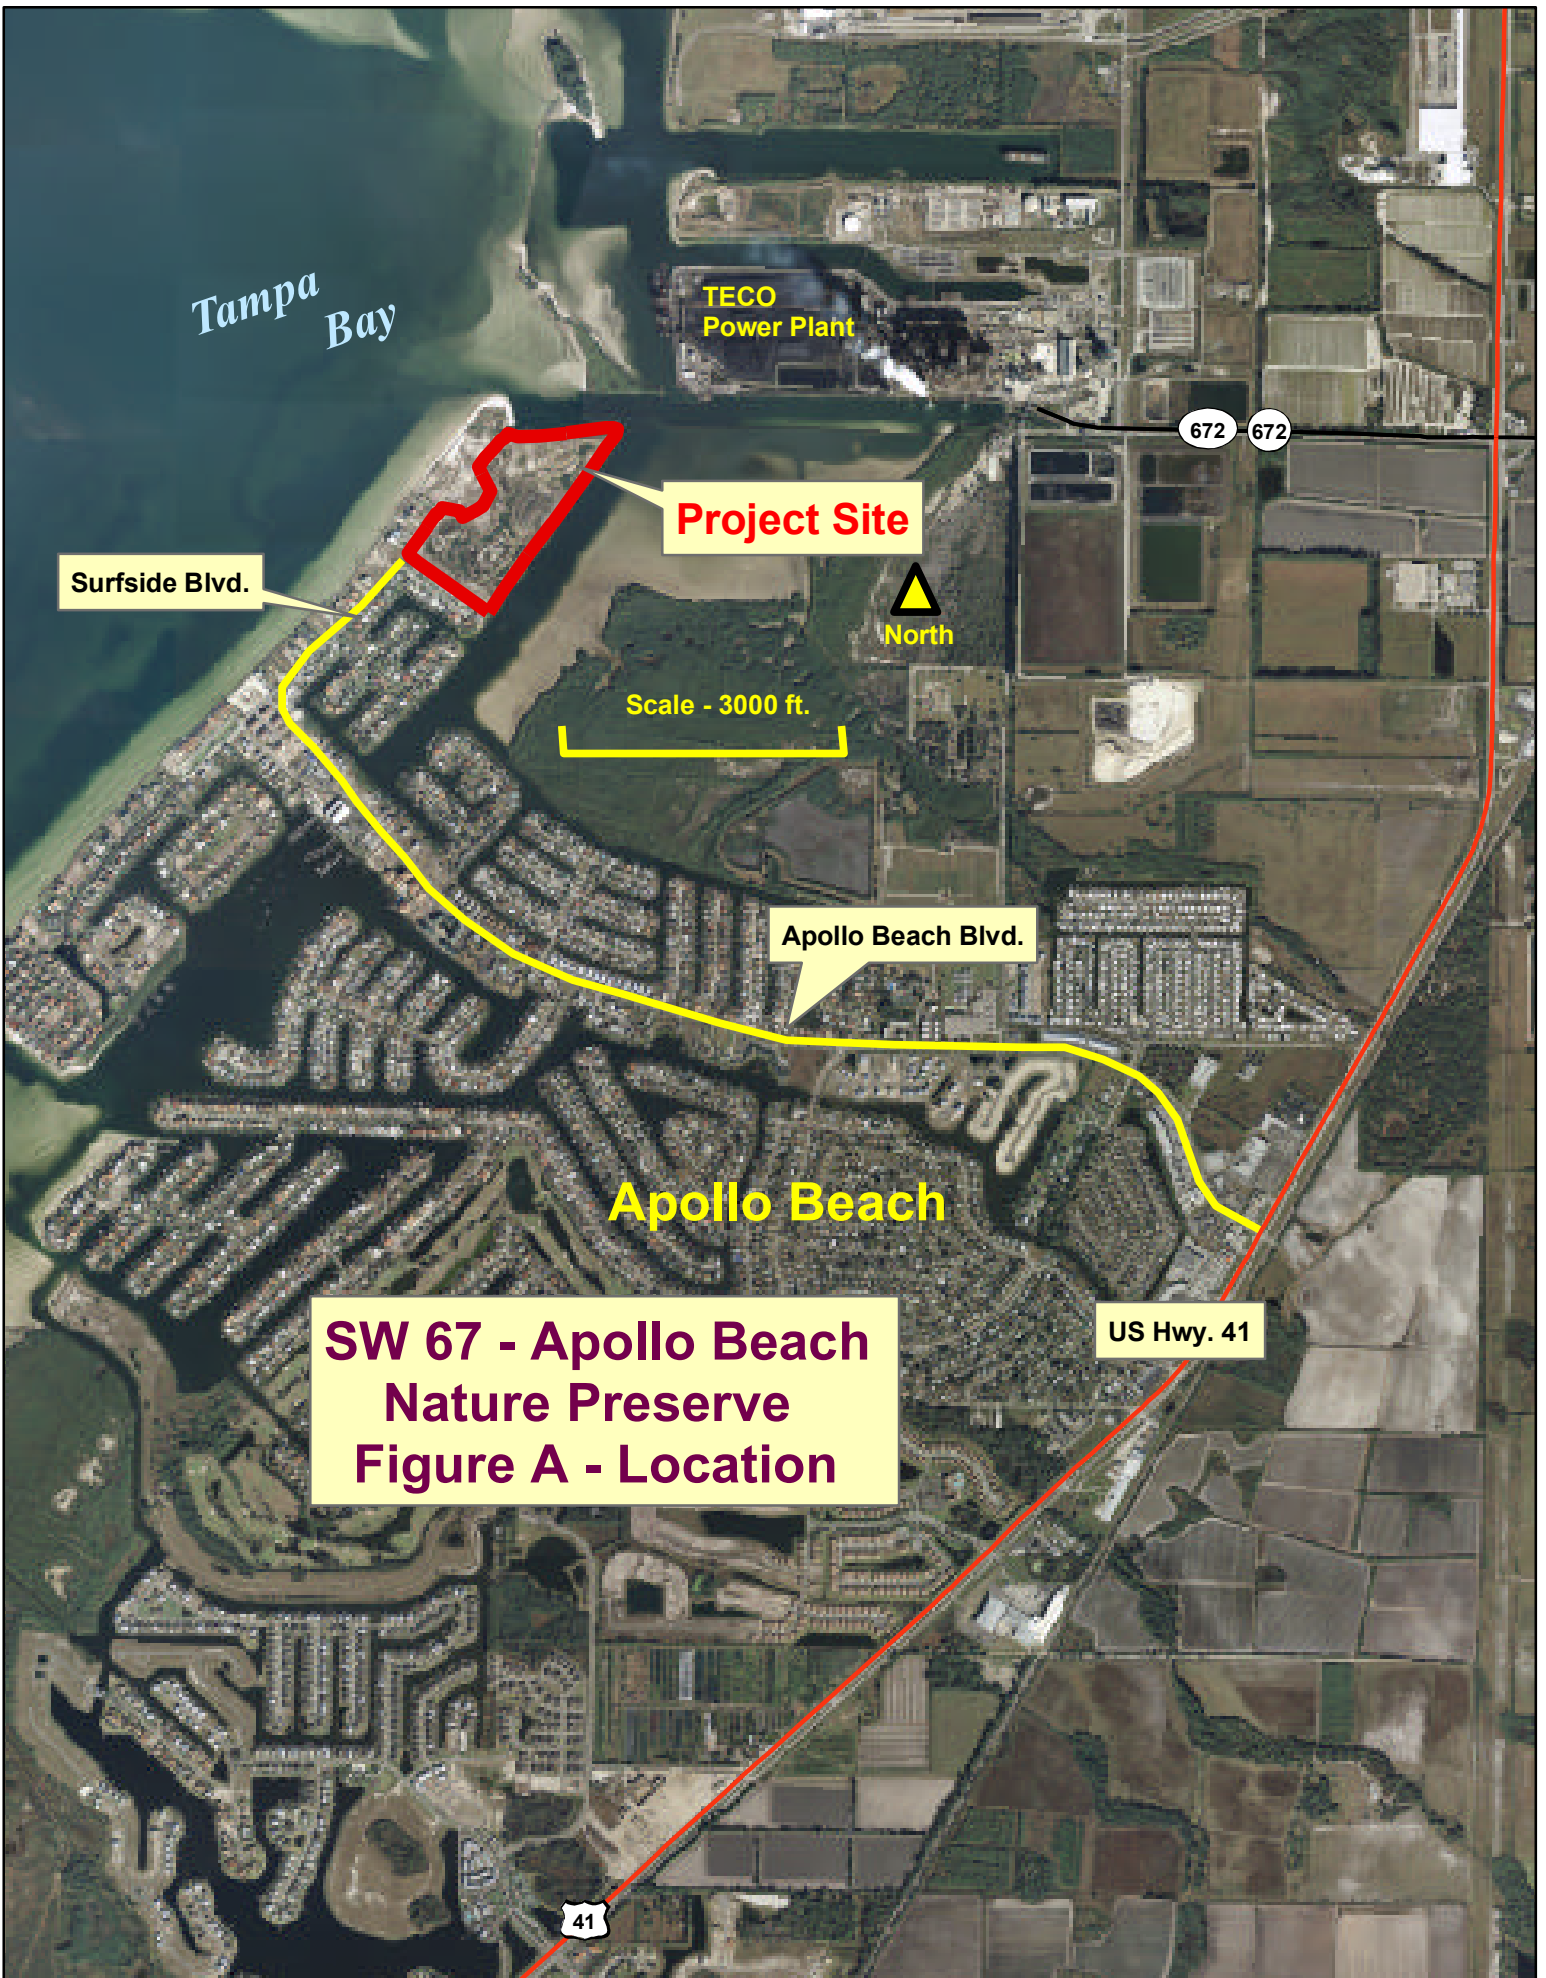 Tampa
Bay
TECO
Power Plant
672
672
Project Site
Surfside Blvd.
North
Scale - 3000 ft.
Apollo Beach Blvd.
Apollo Beach
SW 67 - Apollo Beach
Nature Preserve
Figure A - Location
US Hwy. 41
41